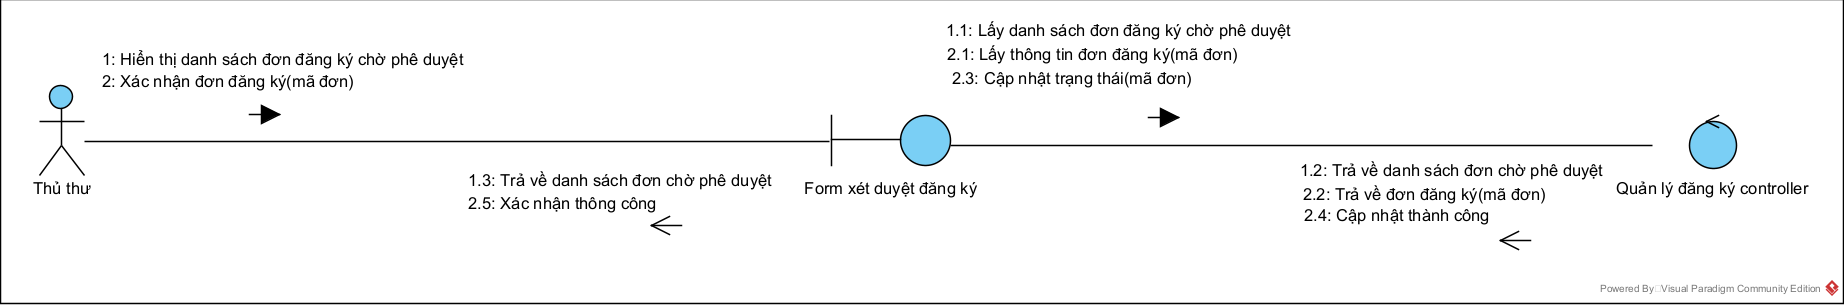 1: Hiển thị danh sách đơn đăng ký chờ phê duyệt
2: Xác nhận đơn đăng ký(mã đơn)
1.1: Lấy danh sách đơn đăng ký chờ phê duyệt
2.1: Lấy thông tin đơn đăng ký(mã đơn)
2.3: Cập nhật trạng thái(mã đơn)
1.3: Trả về danh sách đơn chờ phê duyệt
2.5: Xác nhận thông công
1.2: Trả về danh sách đơn chờ phê duyệt
2.2: Trả về đơn đăng ký(mã đơn)
2.4: Cập nhật thành công
Thủ thư
Form xét duyệt đăng ký
Quản lý đăng ký controller
Powered By Visual Paradigm Community Edition